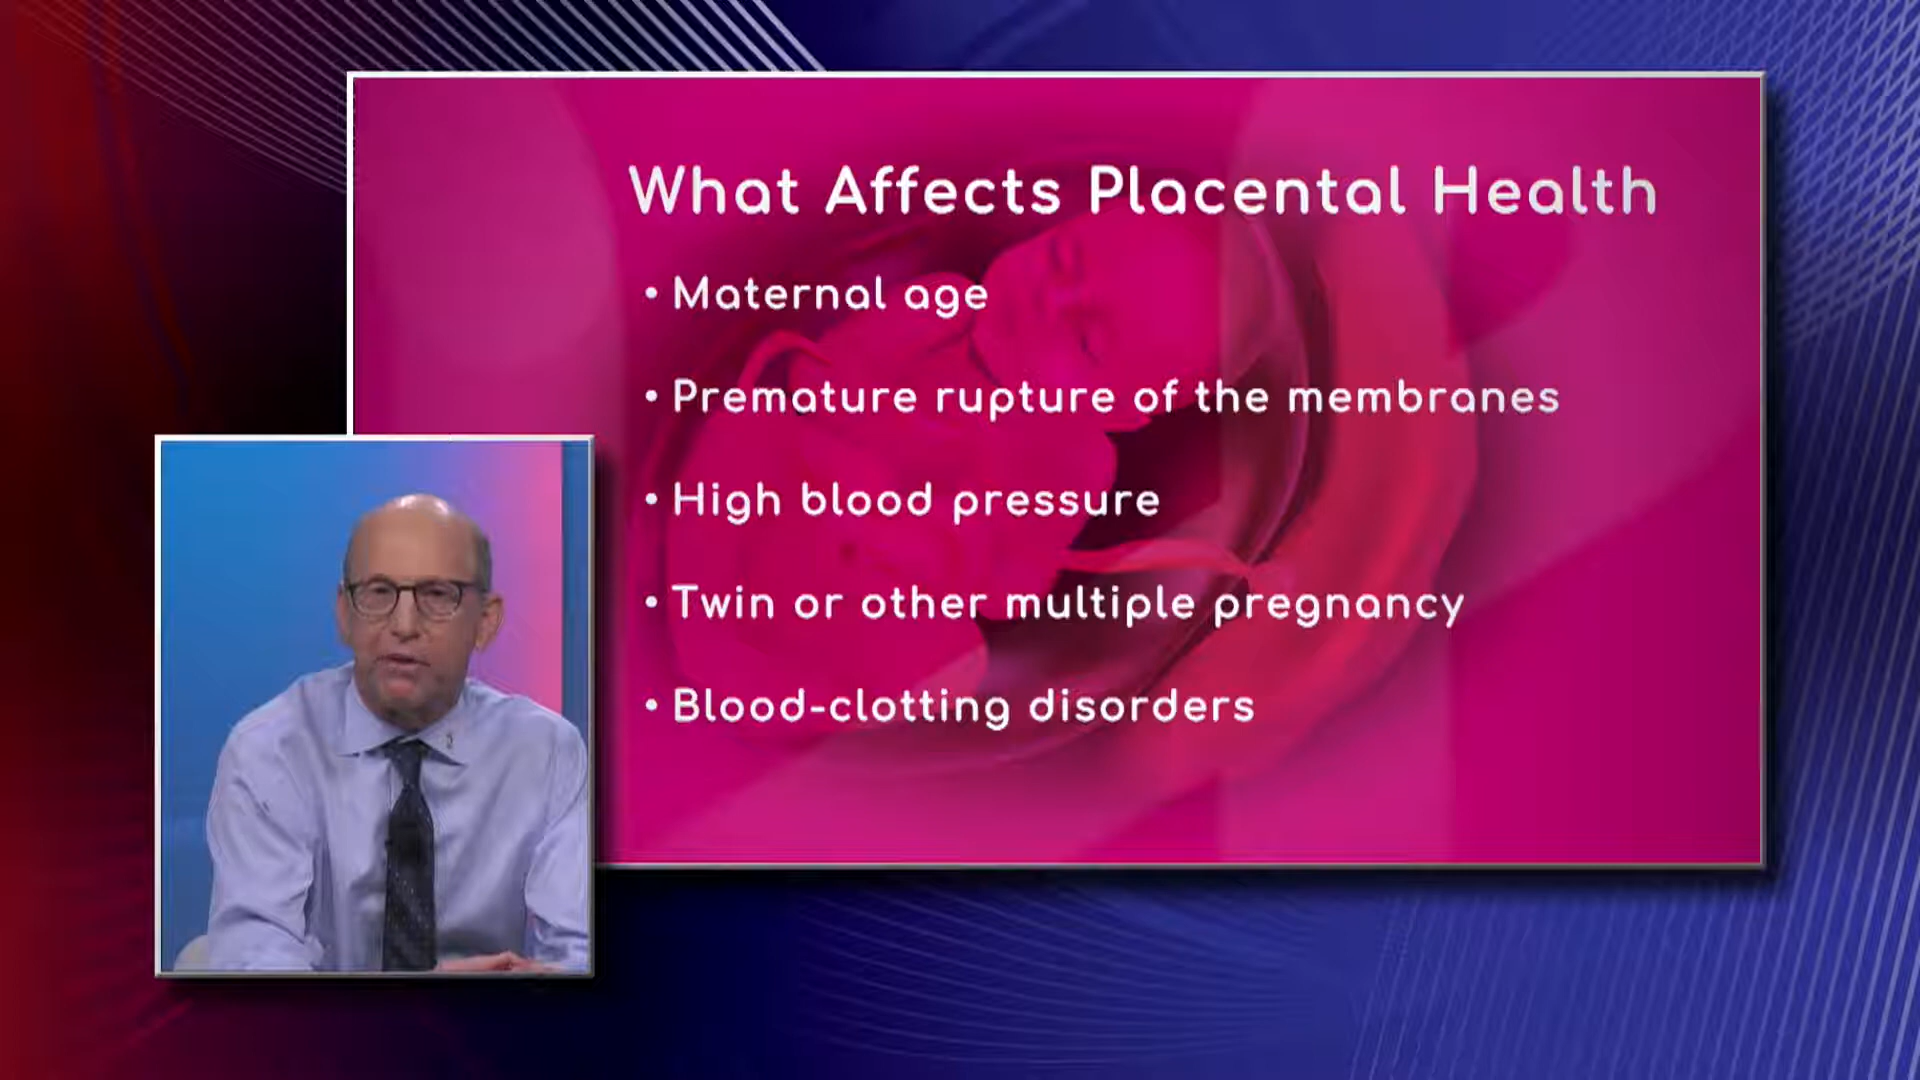 What Affects Placental Health
• Maternal age
• Premature rupture of the membranes
• High blood pressure
• Twin or other multiple pregnancy
• Blood-clotting disorders